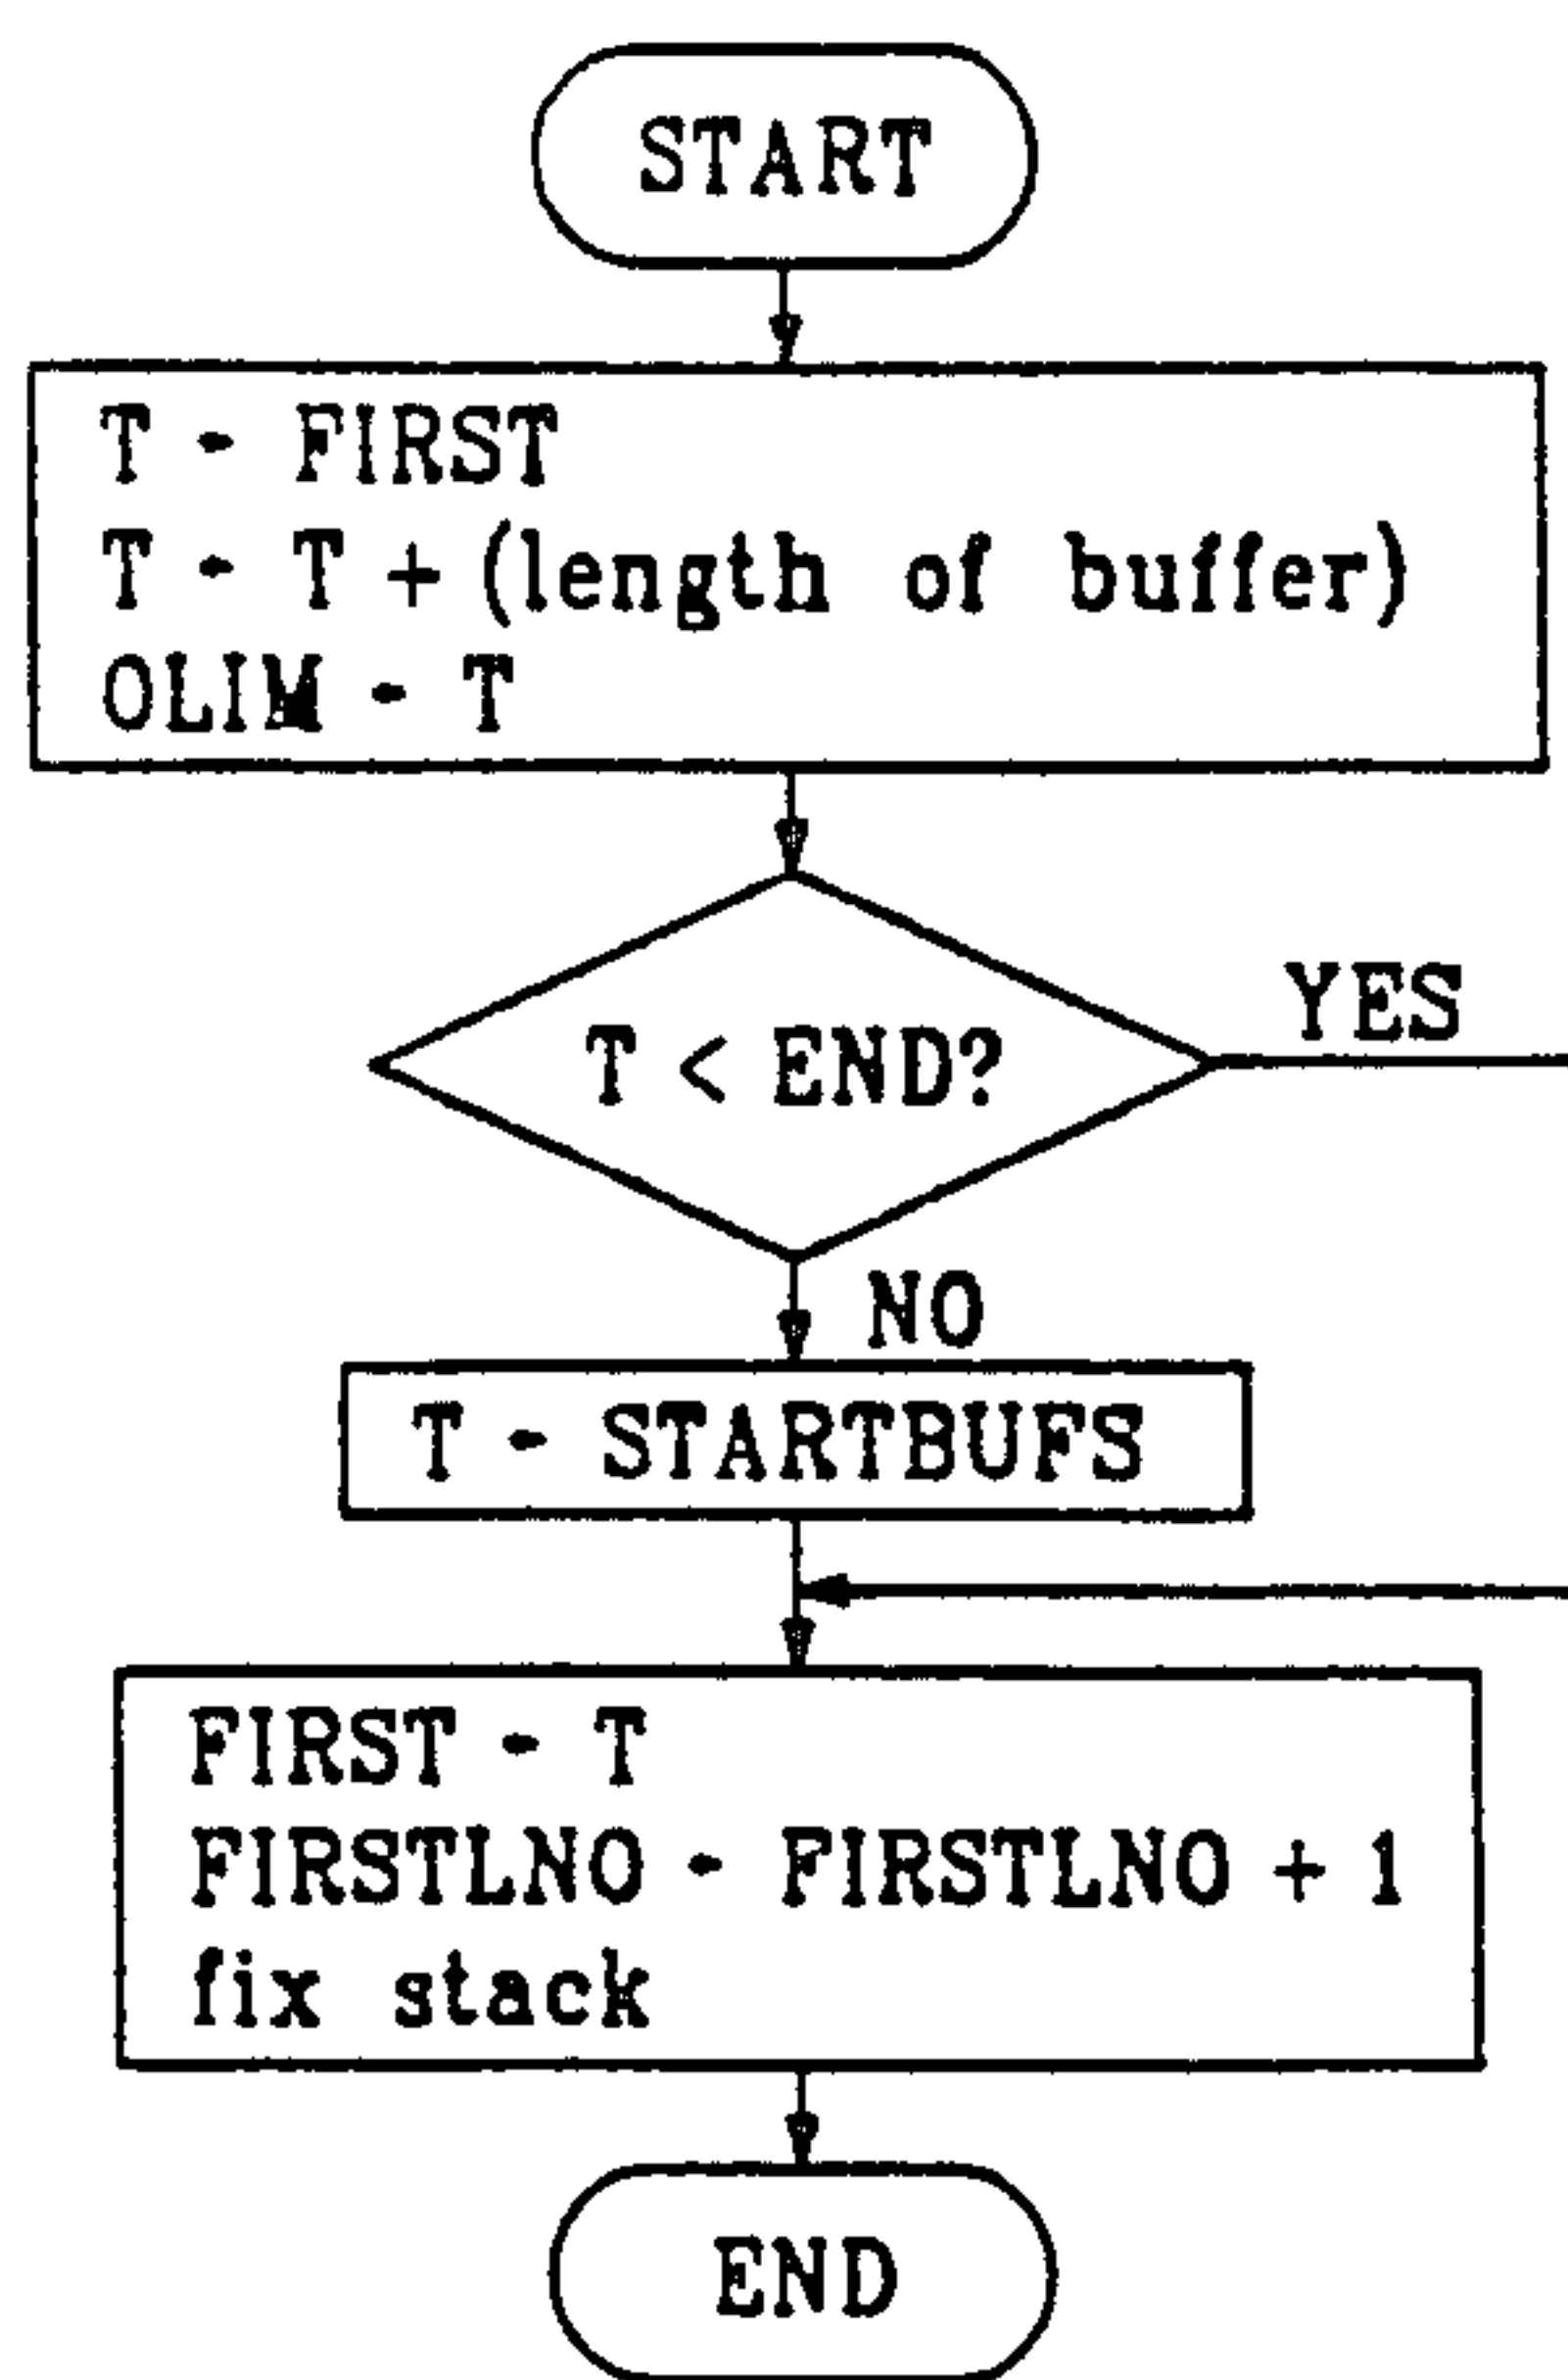 START
T - FIRST
T - T + (length of buffer)
OLIM - T
T < END?
YES
NO
T - STARTBUFS
FIRST - T
FIRSTLNO - FIRSTLNO + 1
fix stack
END